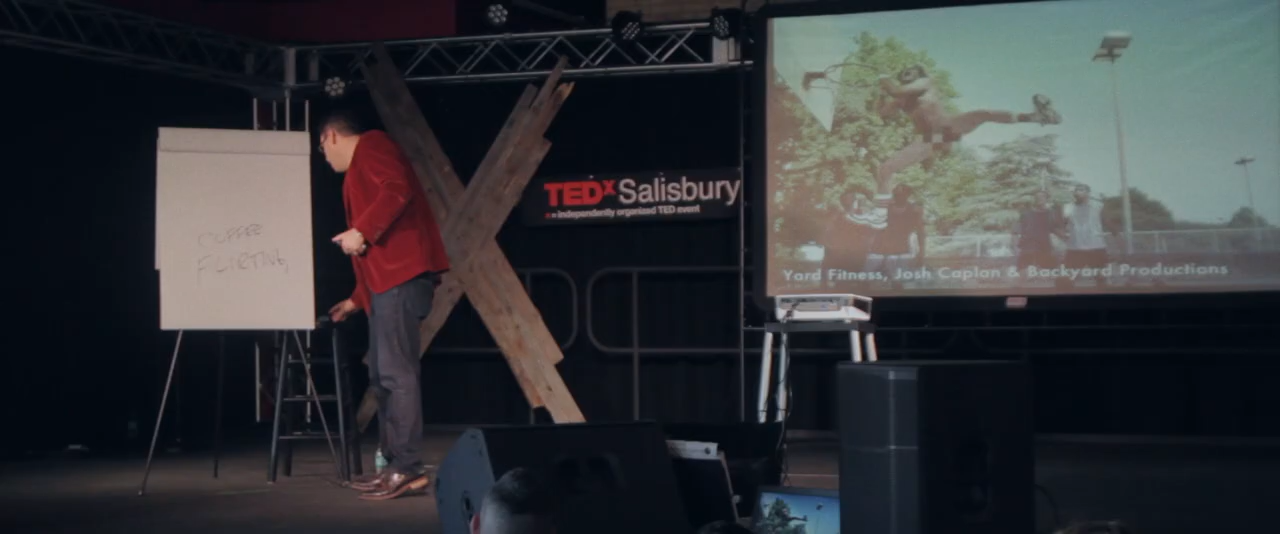 COFFEE
FLIRTING
TEDx Salisbury
x = independently organized TED event
Yard Fitness, Josh Caplan & Backyard Productions